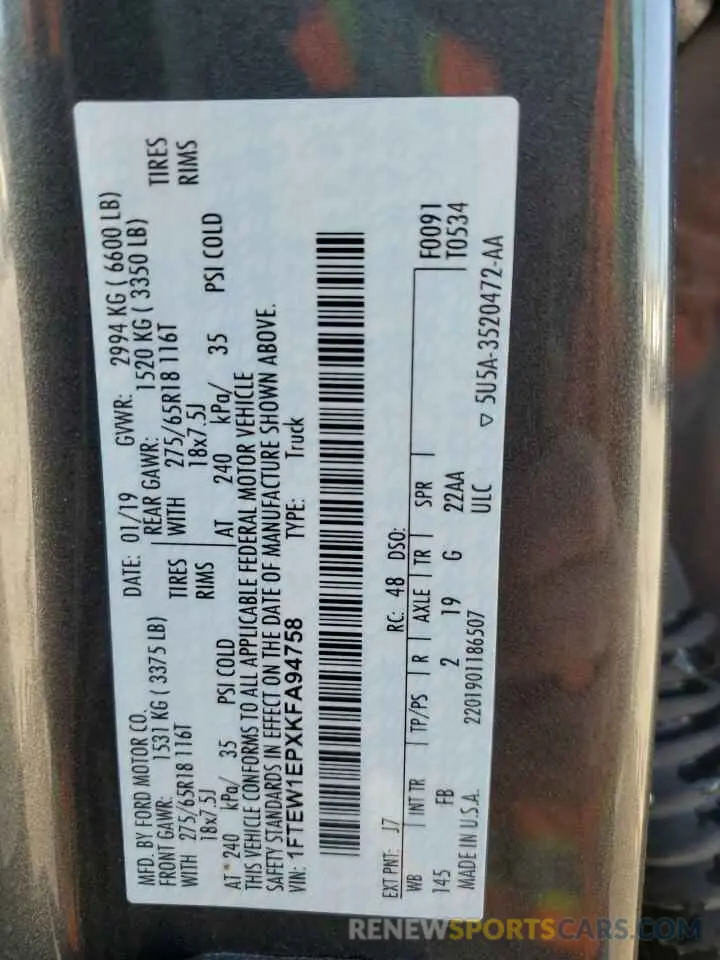 MFD. BY FORD MOTOR CO.
DATE: 01/19 GVWR: 2994 KG ( 6600 LB)
FRONT GAWR: 1531 KG ( 3375 LB) REAR GAWR: 1520 KG ( 3350 LB)
WITH 275/65R18 116T TIRES WITH 275/65R18 116T TIRES
18x7.5J RIMS 18x7.5J RIMS
AT 240 kPa/ 35 PSI COLD AT 240 kPa/ 35 PSI COLD
THIS VEHICLE CONFORMS TO ALL APPLICABLE FEDERAL MOTOR VEHICLE
SAFETY STANDARDS IN EFFECT ON THE DATE OF MANUFACTURE SHOWN ABOVE.
VIN: 1FTEW1EPXKFA94758 TYPE: Truck
EXT PNT: J7 RC: 48 DSO: F0091
WB INT TR TP/PS R AXLE TR SPR T0534
145 FB 2 19 G 22AA
MADE IN U.S.A. 2201901186507 ULC ▽ 5U5A-3520472-AA
RENEWSPORTSCARS.COM